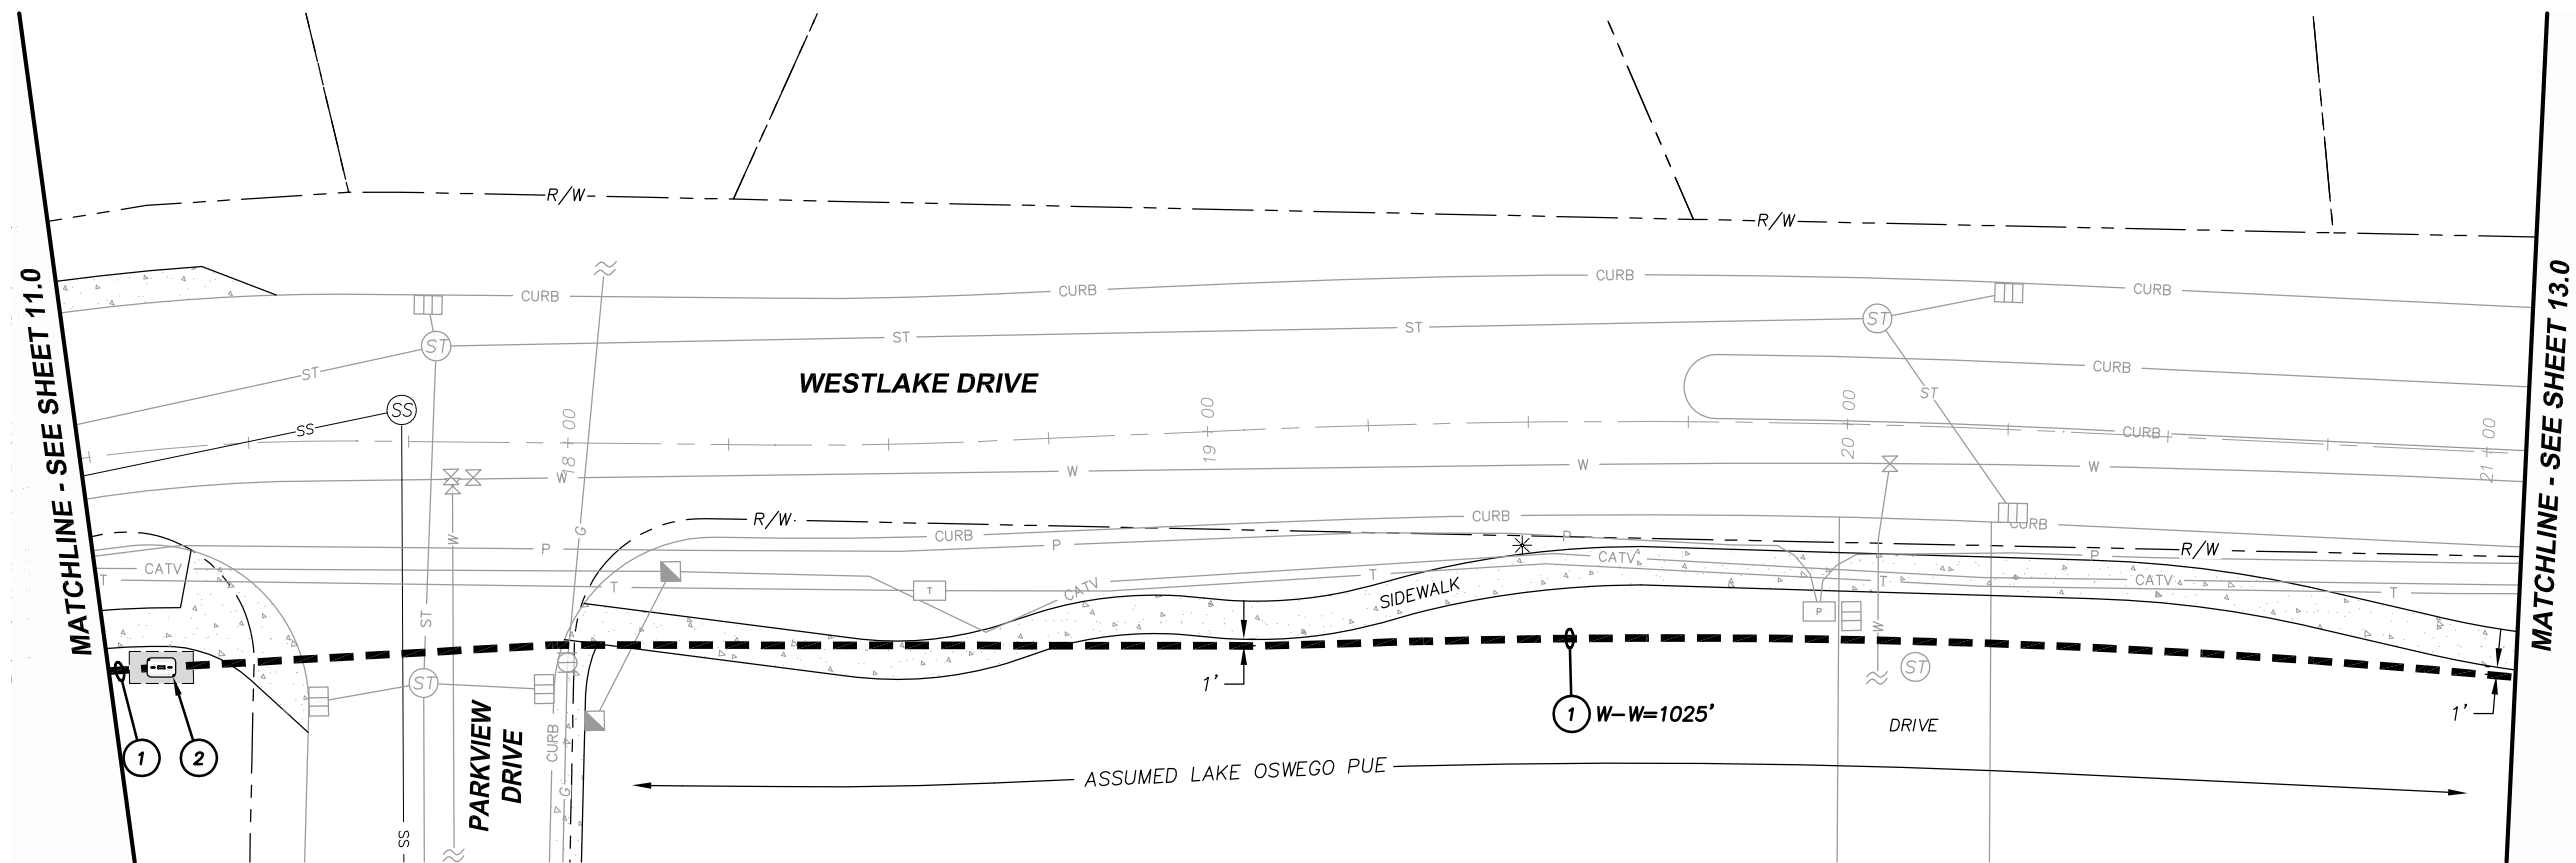 R/W
R/W
MATCHLINE - SEE SHEET 11.0
MATCHLINE - SEE SHEET 13.0
CURB
CURB
CURB
CURB
ST
ST
ST
ST
ST
ST
CURB
WESTLAKE DRIVE
SS
SS
18+00
19+00
20+00
21+00
CURB
W
W
W
W
R/W
CURB
CURB
CURB
W
G
P
P
P
P
R/W
CATV
CATV
CATV
CATV
T
T
T
T
T
T
P
SIDEWALK
ST
W
ST
ST
1'
1'
1
2
1 W-W=1025'
PARKVIEW
DRIVE
CURB
G
SS
DRIVE
ASSUMED LAKE OSWEGO PUE